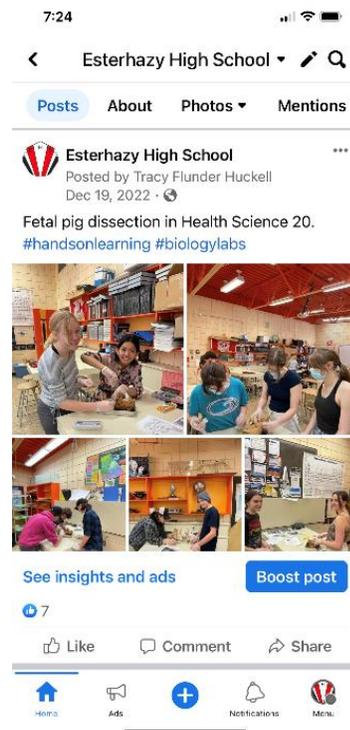 7:24
Esterhazy High School
Posts About Photos Mentions
Esterhazy High School
Posted by Tracy Flunder Huckell
Dec 19, 2022 ·
Fetal pig dissection in Health Science 20.
#handsonlearning #biologylabs
See insights and ads Boost post
7
Like Comment Share
Home Ads Notifications Menu